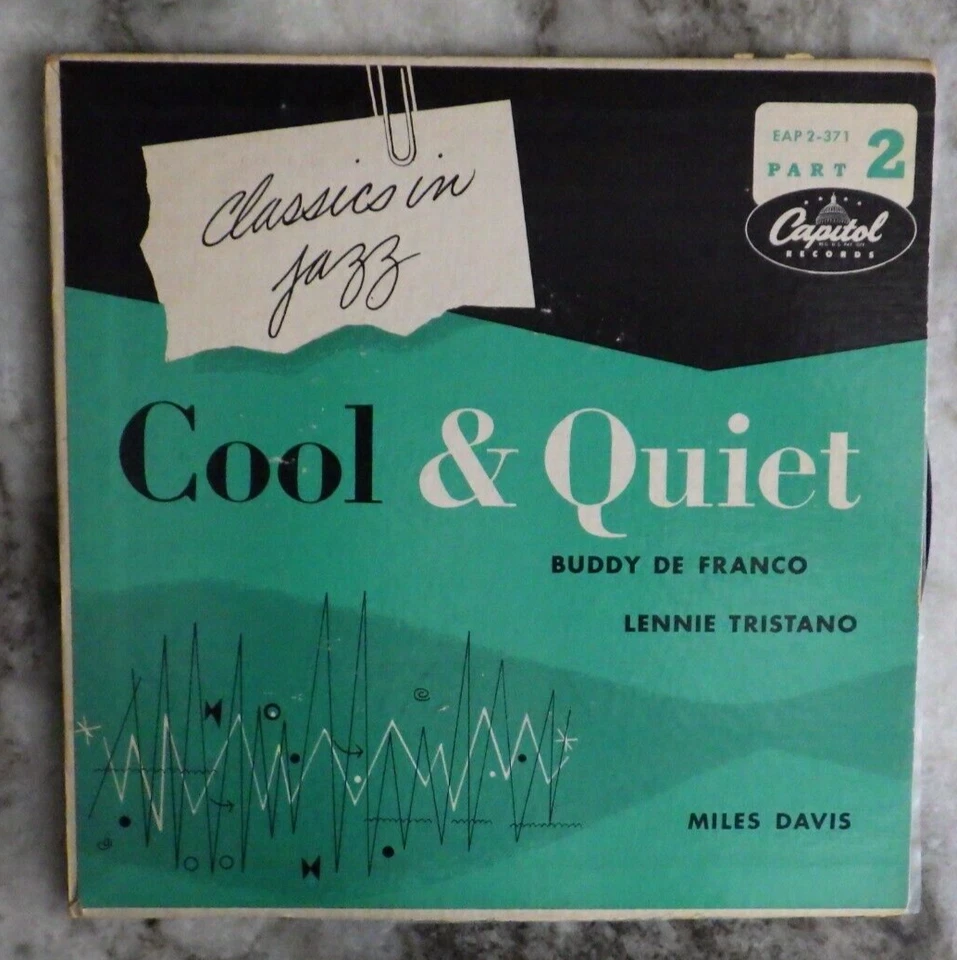 Classics in
jazz
EAP 2-371
PART 2
Capitol
RECORDS
Cool & Quiet
BUDDY DE FRANCO
LENNIE TRISTANO
MILES DAVIS